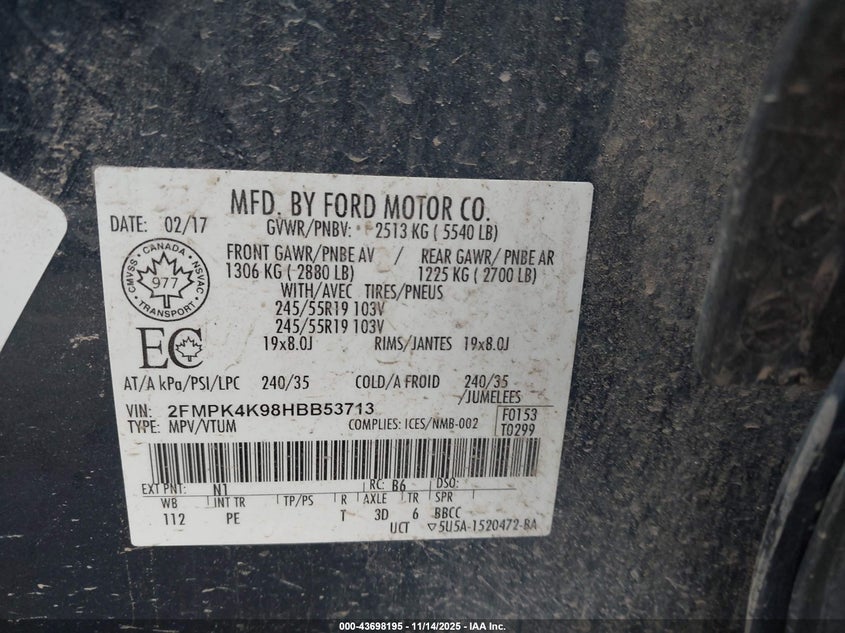 MFD. BY FORD MOTOR CO.
DATE: 02/17 GVWR/PNBV: 2513 KG ( 5540 LB)
FRONT GAWR/PNBE AV / REAR GAWR/ PNBE AR
1306 KG ( 2880 LB) 1225 KG ( 2700 LB)
WITH/AVEC TIRES/PNEUS
245/55R19 103V
245/55R19 103V
19x8.0J RIMS/JANTES 19x8.0J
CMVSS - CANADA - NSVAC
977
TRANSPORT
EC
AT/A kPa/PSI/LPC 240/35 COLD/A FROID 240/35
/JUMELEES
VIN: 2FMPK4K98HBB53713
TYPE: MPV/VTUM COMPLIES: ICES/NMB-002
F0153
T0299
EXT PNT: N1 RC: B6 DSO:
WB INT TR TP/PS R AXLE TR SPR
112 PE T 3D 6 BBCC
UCT ▽5U5A-1520472-BA
000-43698195 - 11/14/2025 - IAA Inc.